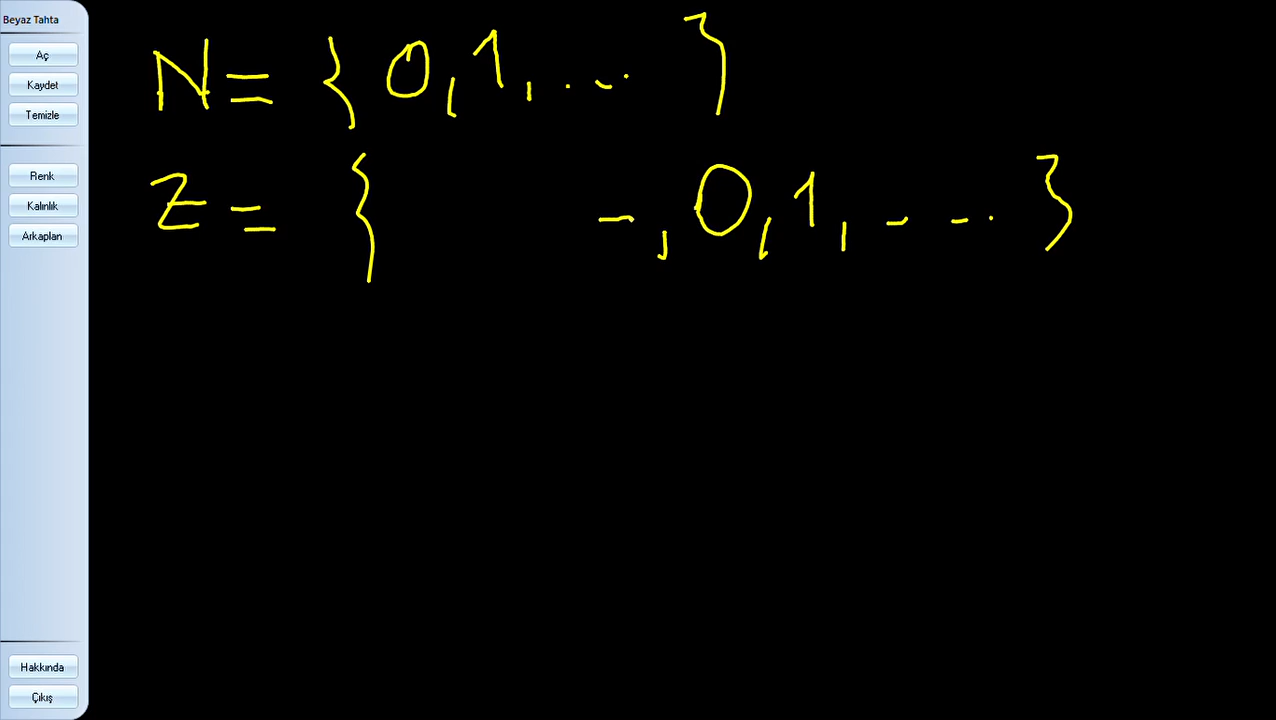 Beyaz Tahta
Aç
Kaydet
Temizle
Renk
Kalınlık
Arkaplan
Hakkında
Çıkış
N = { 0, 1, ... }
Z = { -, 0, 1, - - . }